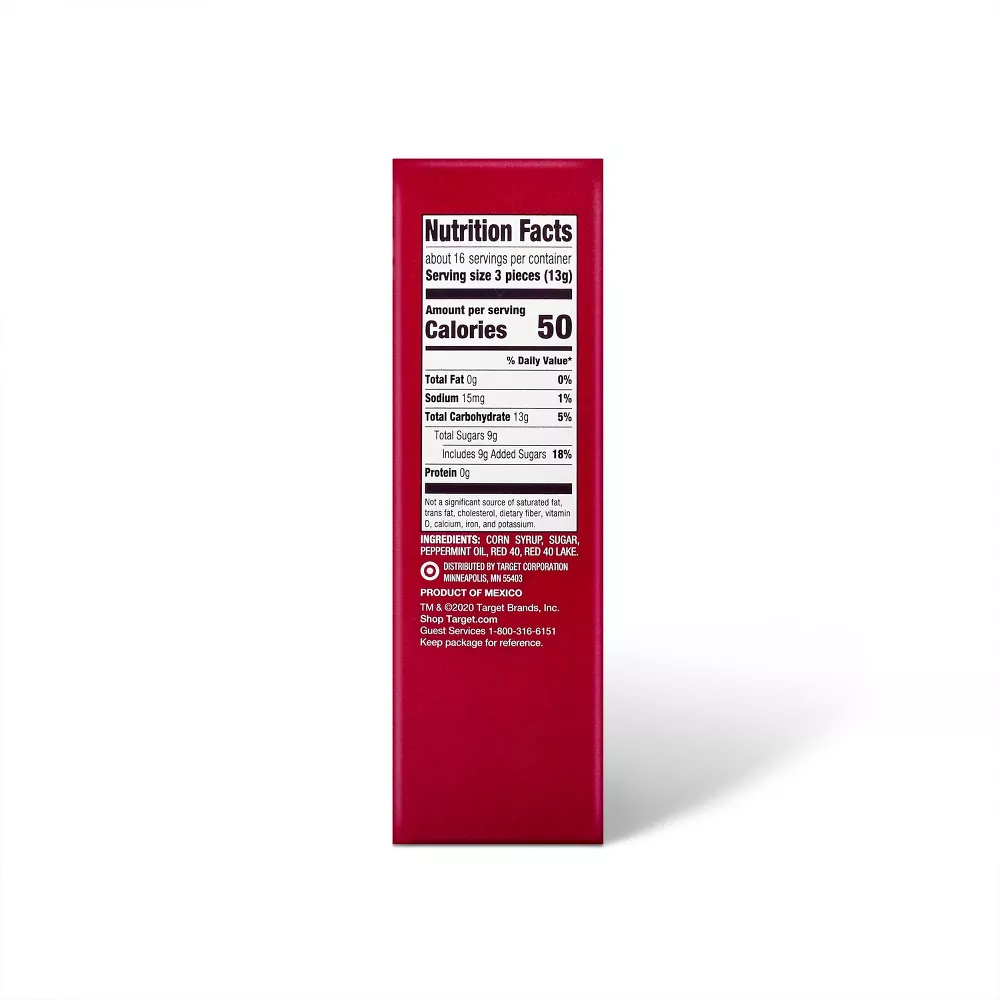 Nutrition Facts
about 16 servings per container
Serving size 3 pieces (13g)
Amount per serving
Calories 50
% Daily Value*
Total Fat 0g 0%
Sodium 15mg 1%
Total Carbohydrate 13g 5%
Total Sugars 9g
Includes 9g Added Sugars 18%
Protein 0g
Not a significant source of saturated fat,
trans fat, cholesterol, dietary fiber, vitamin
D, calcium, iron, and potassium.
INGREDIENTS: CORN SYRUP, SUGAR,
PEPPERMINT OIL, RED 40, RED 40 LAKE.
DISTRIBUTED BY TARGET CORPORATION
MINNEAPOLIS, MN 55403
PRODUCT OF MEXICO
TM & ©2020 Target Brands, Inc.
Shop Target.com
Guest Services 1-800-316-6151
Keep package for reference.